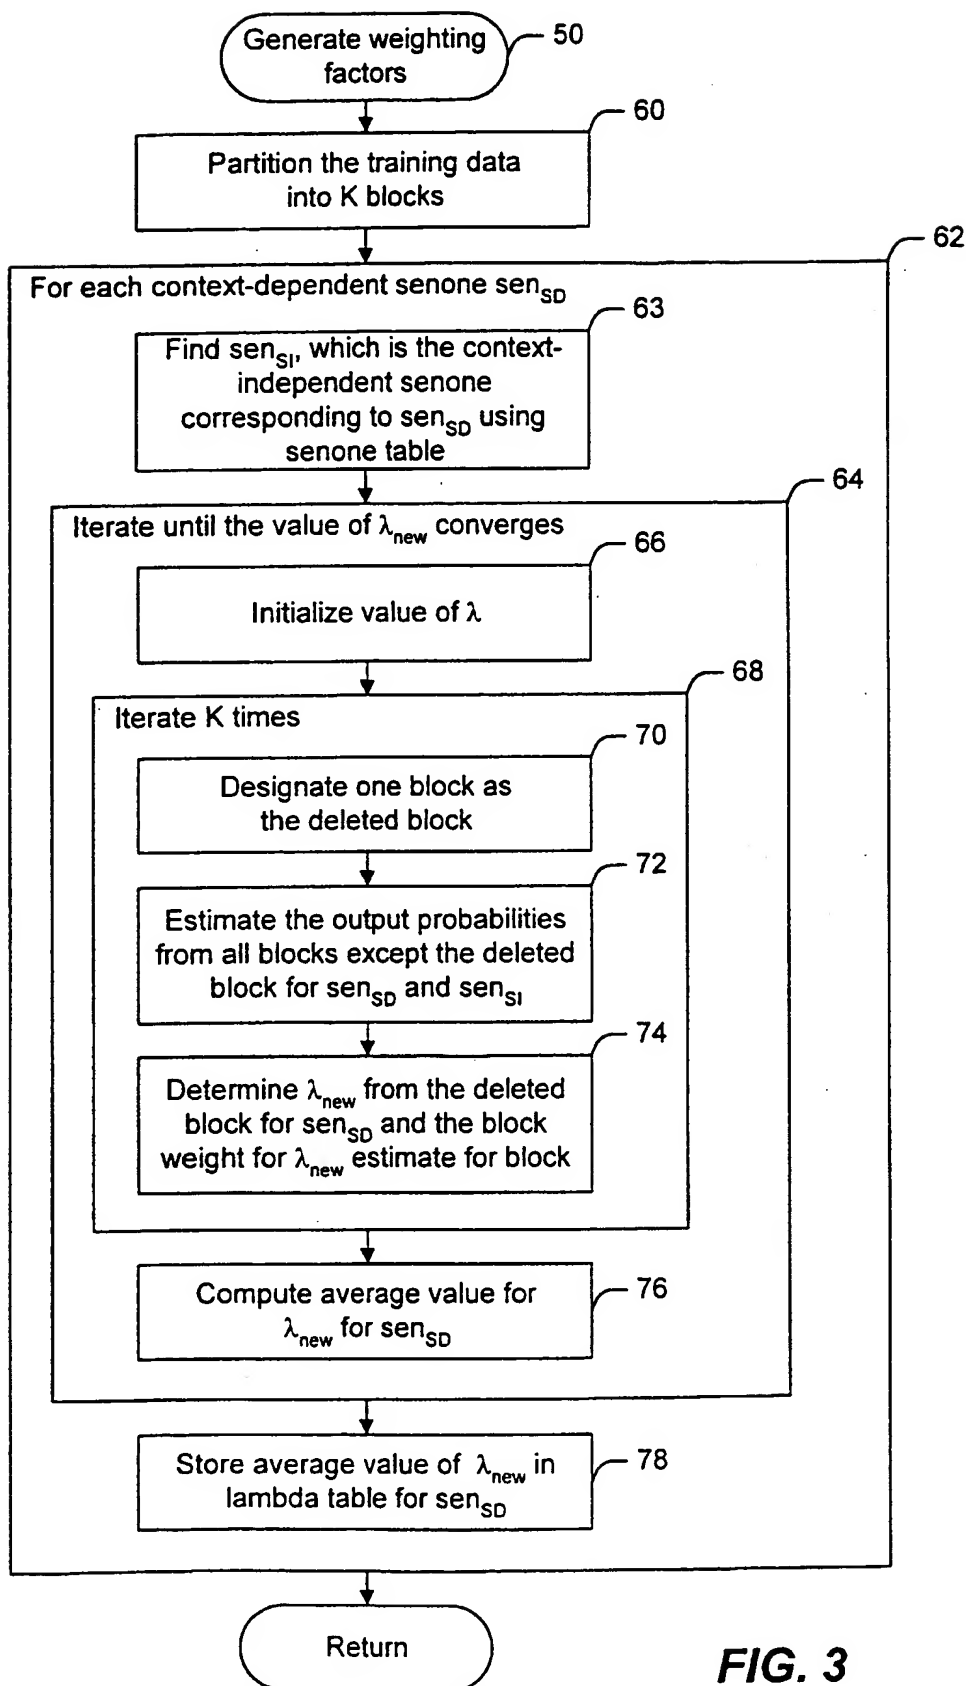 Generate weighting
factors
50
60
Partition the training data
into K blocks
62
For each context-dependent senone sen_SD
63
Find sen_SI, which is the context-
independent senone
corresponding to sen_SD using
senone table
64
Iterate until the value of λ_new converges
66
Initialize value of λ
68
Iterate K times
70
Designate one block as
the deleted block
72
Estimate the output probabilities
from all blocks except the deleted
block for sen_SD and sen_SI
74
Determine λ_new from the deleted
block for sen_SD and the block
weight for λ_new estimate for block
76
Compute average value for
λ_new for sen_SD
78
Store average value of λ_new in
lambda table for sen_SD
Return
FIG. 3